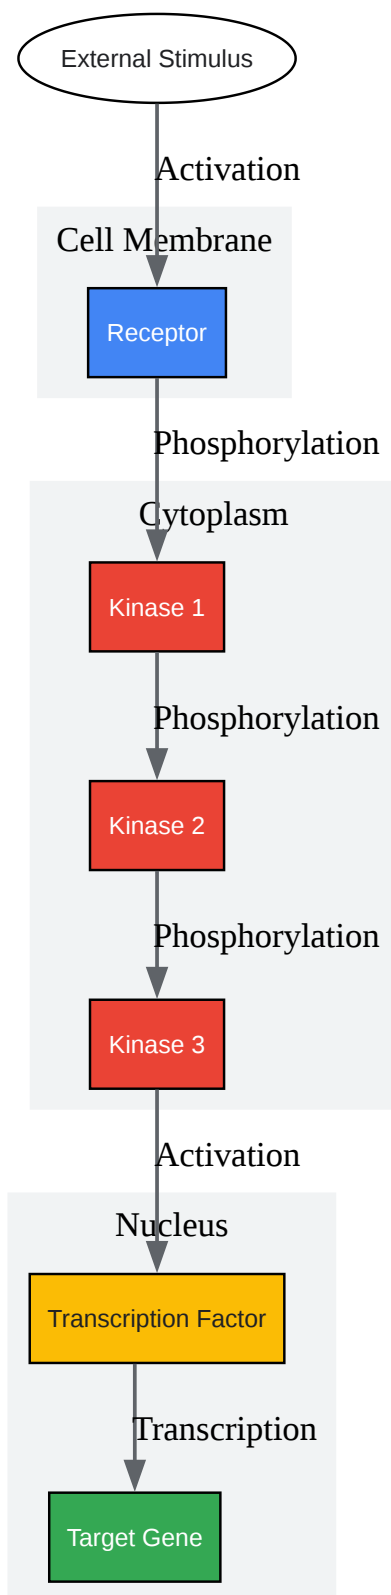 External Stimulus
Activation
Cell Membrane
Receptor
Phosphorylation
Cytoplasm
Kinase 1
Phosphorylation
Kinase 2
Phosphorylation
Kinase 3
Activation
Nucleus
Transcription Factor
Transcription
Target Gene